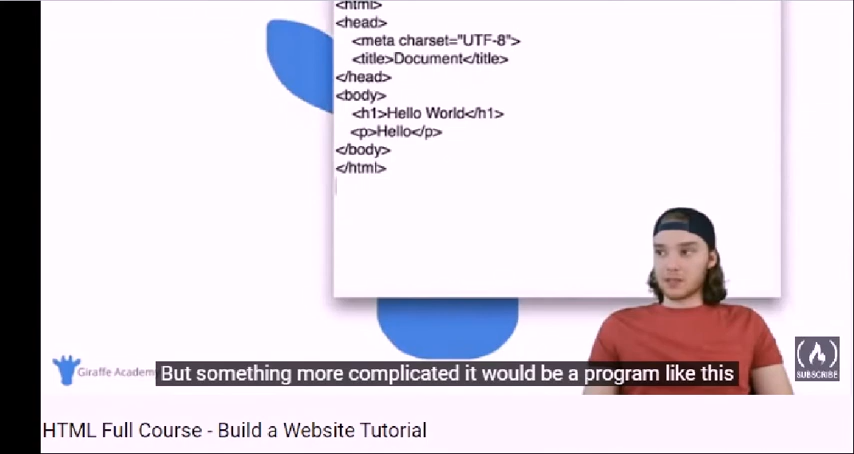 <html>
<head>
<meta charset="UTF-8">
<title>Document</title>
</head>
<body>
<h1>Hello World</h1>
<p>Hello</p>
</body>
</html>
Giraffe Academy
But something more complicated it would be a program like this
SUBSCRIBE
HTML Full Course - Build a Website Tutorial